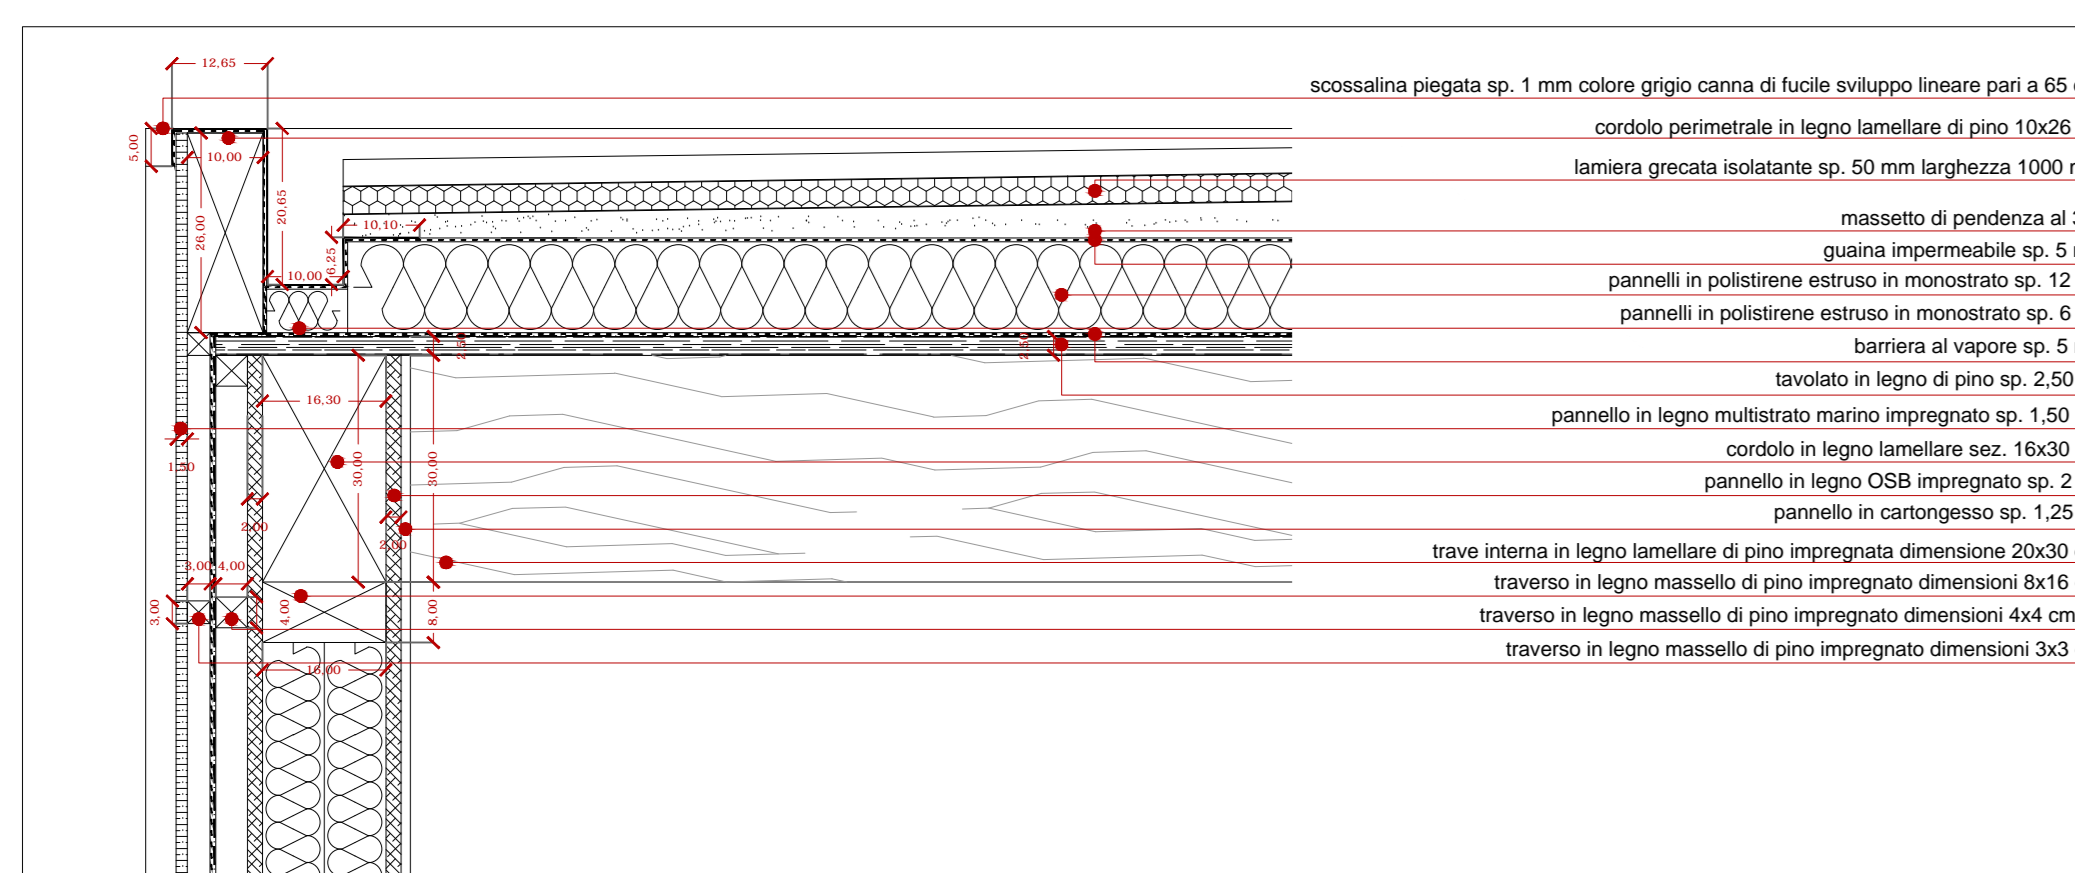 12,65
scossalina piegata sp. 1 mm colore grigio canna di fucile sviluppo lineare pari a 65
cordolo perimetrale in legno lamellare di pino 10x26
5,00
10,00
lamiera grecata isolatante sp. 50 mm larghezza 1000
20,65
26,00
10,10
massetto di pendenza al
guaina impermeabile sp. 5
6,25
10,00
pannelli in polistirene estruso in monostrato sp. 12
pannelli in polistirene estruso in monostrato sp. 6
2,50
2,50
barriera al vapore sp. 5
tavolato in legno di pino sp. 2,50
16,30
pannello in legno multistrato marino impregnato sp. 1,50
cordolo in legno lamellare sez. 16x30
1,50
30,00
30,00
pannello in legno OSB impregnato sp. 2
pannello in cartongesso sp. 1,25
2,00
2,00
trave interna in legno lamellare di pino impregnata dimensione 20x30
3,00
4,00
traverso in legno massello di pino impregnato dimensioni 8x16
3,00
4,00
8,00
traverso in legno massello di pino impregnato dimensioni 4x4 cm
traverso in legno massello di pino impregnato dimensioni 3x3
16,00